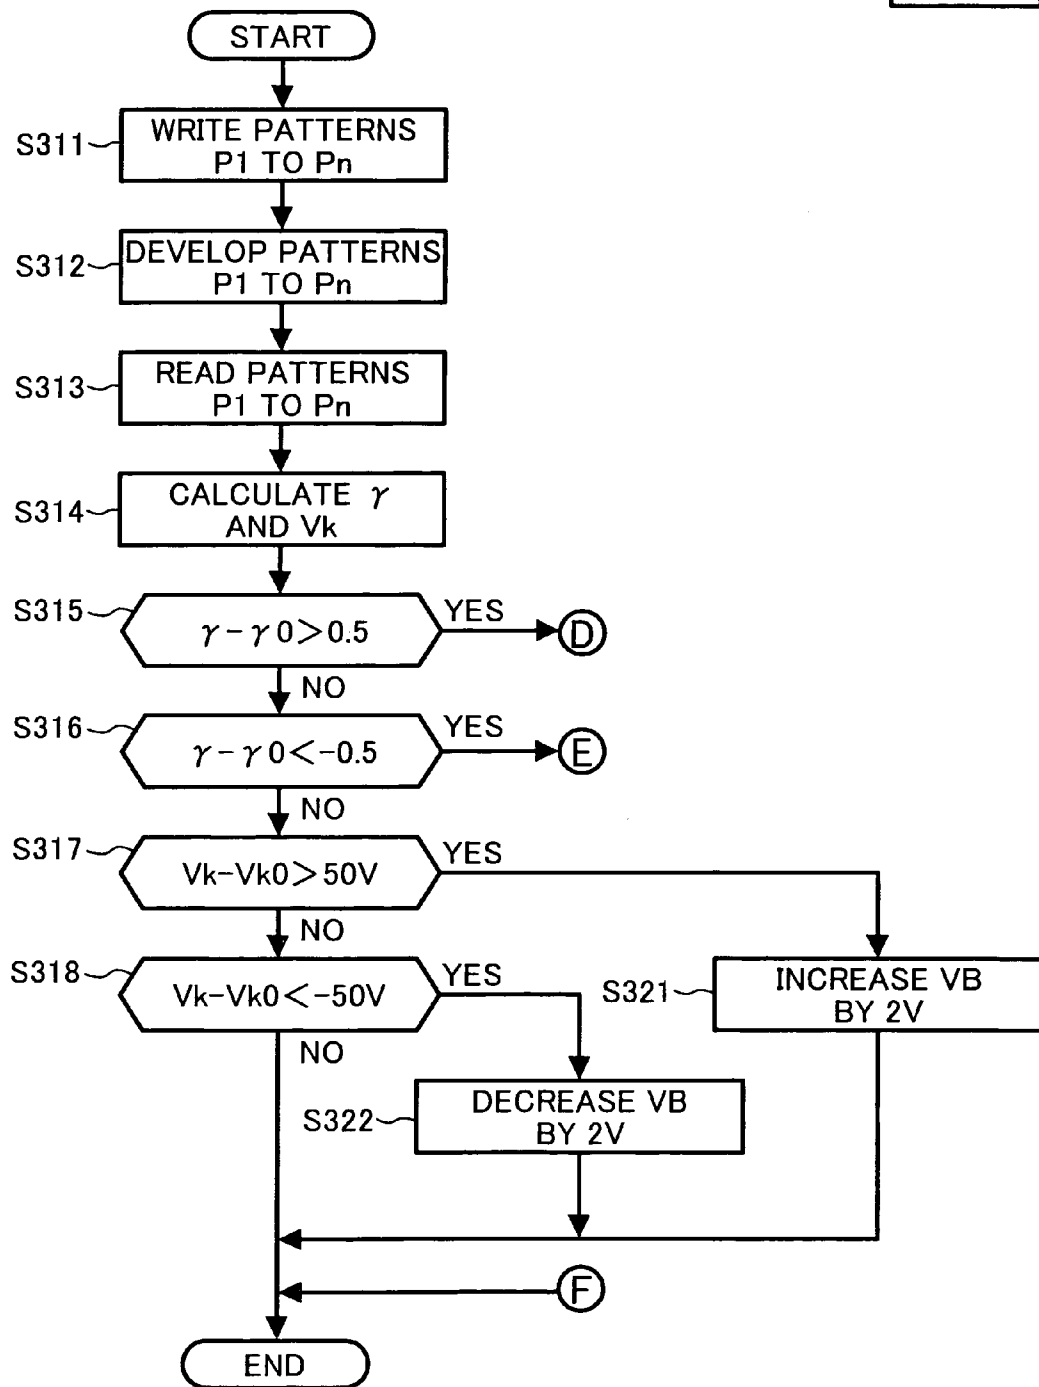 START
S311
WRITE PATTERNS
P1 TO Pn
S312
DEVELOP PATTERNS
P1 TO Pn
S313
READ PATTERNS
P1 TO Pn
S314
CALCULATE γ
AND Vk
S315
γ-γ0>0.5
YES
D
NO
S316
γ-γ0<-0.5
YES
E
NO
S317
Vk-Vk0>50V
YES
NO
S318
Vk-Vk0<-50V
YES
NO
S321
INCREASE VB
BY 2V
S322
DECREASE VB
BY 2V
F
END